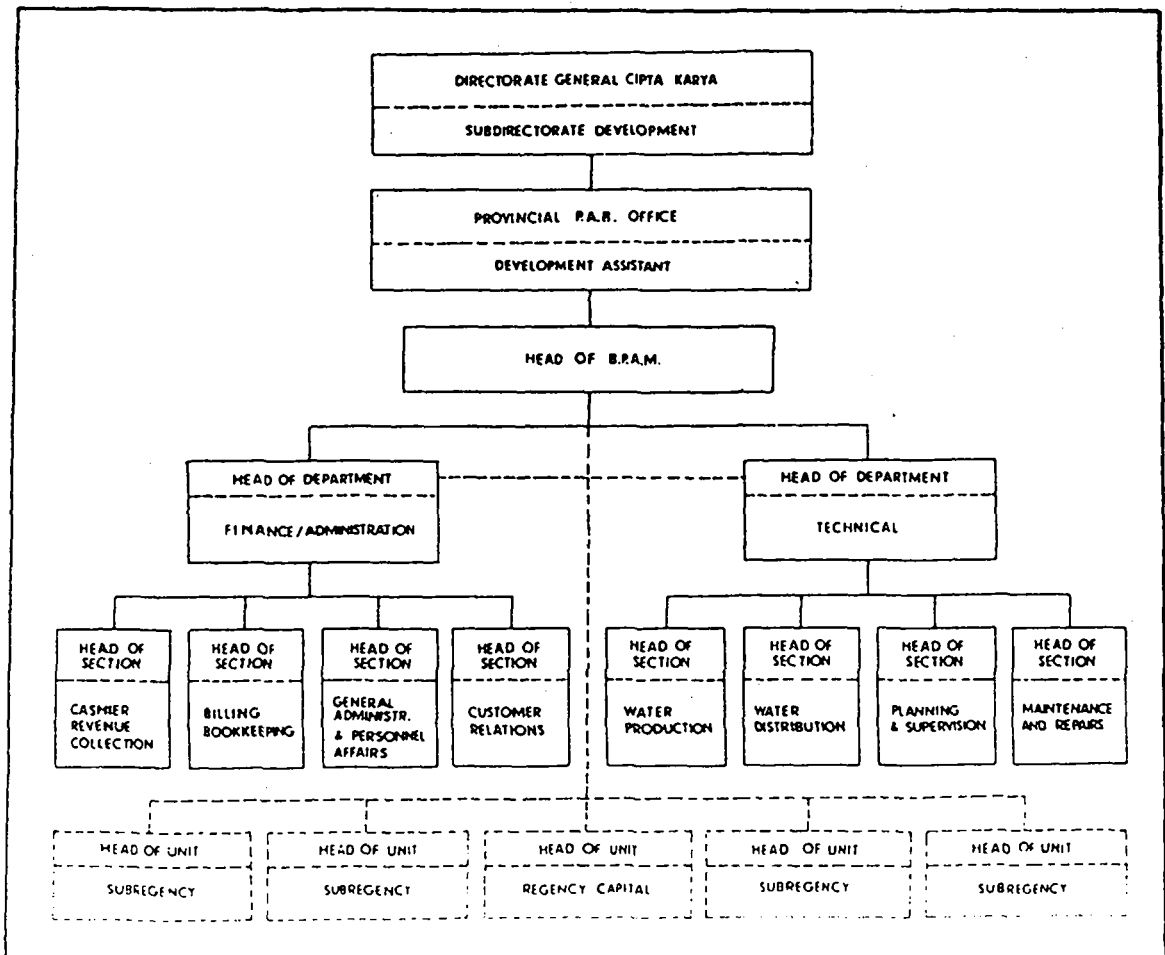 DIRECTORATE GENERAL CIPTA KARYA
SUBDIRECTORATE DEVELOPMENT
PROVINCIAL P.A.B. OFFICE
DEVELOPMENT ASSISTANT
HEAD OF B.P.A.M.
HEAD OF DEPARTMENT
FINANCE/ADMINISTRATION
HEAD OF DEPARTMENT
TECHNICAL
HEAD OF
SECTION
CASHIER
REVENUE
COLLECTION
HEAD OF
SECTION
BILLING
BOOKKEEPING
HEAD OF
SECTION
GENERAL
ADMINISTR.
& PERSONNEL
AFFAIRS
HEAD OF
SECTION
CUSTOMER
RELATIONS
HEAD OF
SECTION
WATER
PRODUCTION
HEAD OF
SECTION
WATER
DISTRIBUTION
HEAD OF
SECTION
PLANNING
& SUPERVISION
HEAD OF
SECTION
MAINTENANCE
AND REPAIRS
HEAD OF UNIT
SUBREGENCY
HEAD OF UNIT
SUBREGENCY
HEAD OF UNIT
REGENCY CAPITAL
HEAD OF UNIT
SUBREGENCY
HEAD OF UNIT
SUBREGENCY